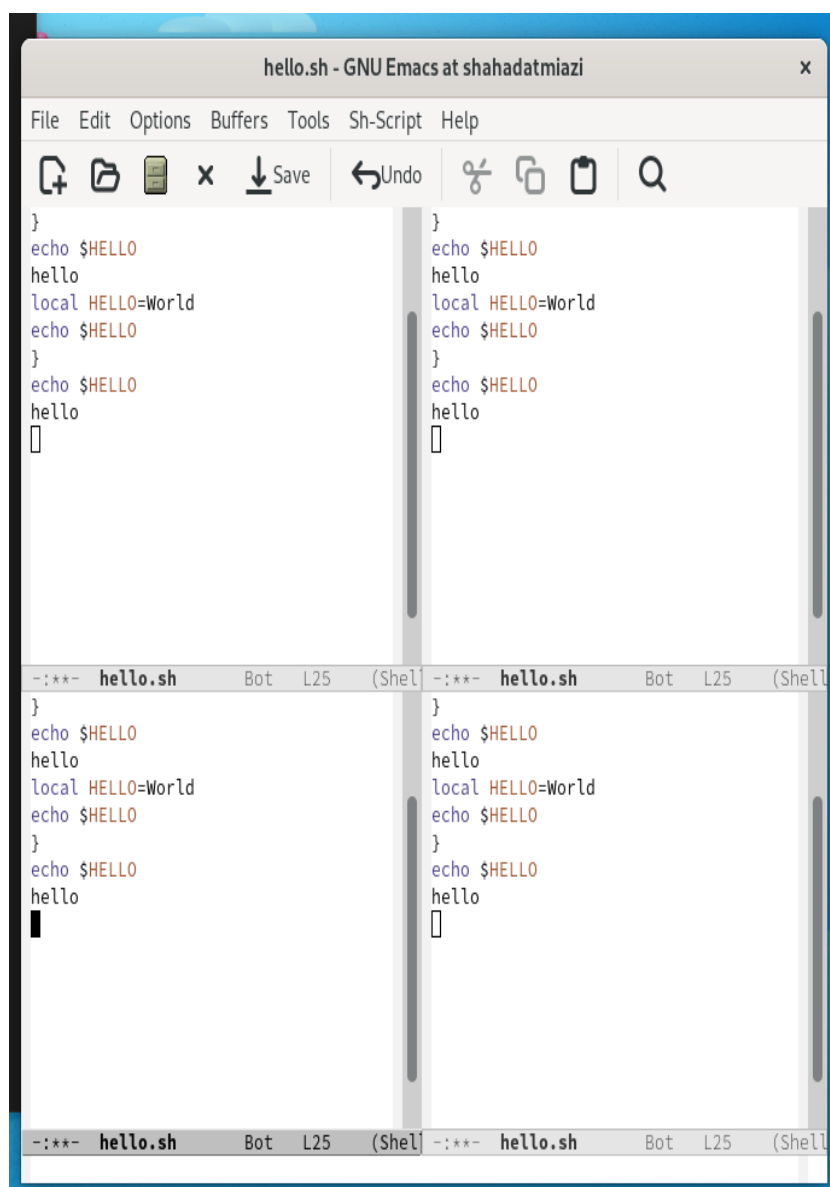 hello.sh - GNU Emacs at shahadatmiazi
File Edit Options Buffers Tools Sh-Script Help
Save Undo
}
echo $HELLO
hello
local HELLO=World
echo $HELLO
}
echo $HELLO
hello
-:**- hello.sh Bot L25 (Shel
}
echo $HELLO
hello
local HELLO=World
echo $HELLO
}
echo $HELLO
hello
-:**- hello.sh Bot L25 (Shell
}
echo $HELLO
hello
local HELLO=World
echo $HELLO
}
echo $HELLO
hello
-:**- hello.sh Bot L25 (Shel
}
echo $HELLO
hello
local HELLO=World
echo $HELLO
}
echo $HELLO
hello
-:**- hello.sh Bot L25 (Shell